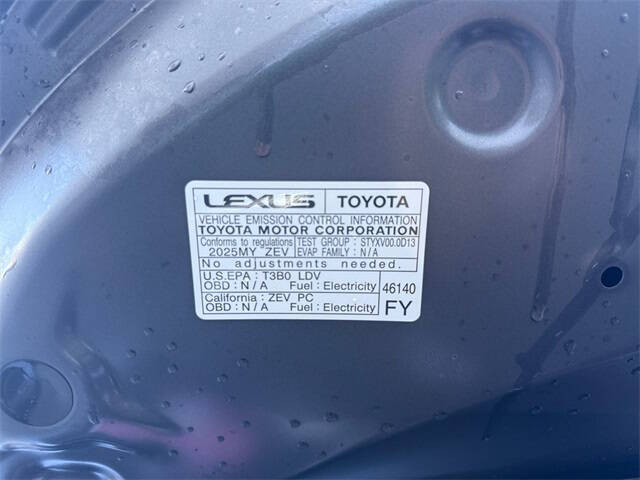 LEXUS TOYOTA
VEHICLE EMISSION CONTROL INFORMATION
TOYOTA MOTOR CORPORATION
Conforms to regulations TEST GROUP : STYXV00.0D13
2025MY ZEV EVAP FAMILY : N/A
No adjustments needed.
U.S.EPA : T3B0 LDV
OBD : N/A Fuel : Electricity 46140
California : ZEV PC
OBD : N/A Fuel : Electricity FY